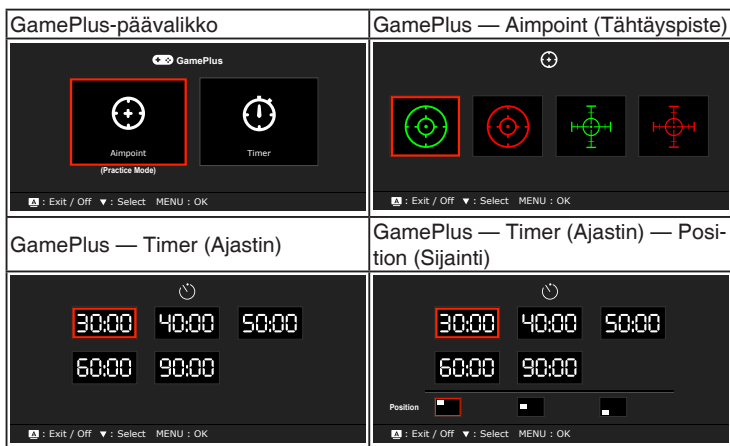 GamePlus-päävalikko
GamePlus — Aimpoint (Tähtäyspiste)
GamePlus
Aimpoint
Timer
(Practice Mode)
A : Exit / Off ▼ : Select MENU : OK
A : Exit / Off ▼ : Select MENU : OK
GamePlus — Timer (Ajastin)
GamePlus — Timer (Ajastin) — Posi-
tion (Sijainti)
30:00 40:00 50:00
60:00 90:00
A : Exit / Off ▼ : Select MENU : OK
30:00 40:00 50:00
60:00 90:00
Position
A : Exit / Off ▼ : Select MENU : OK